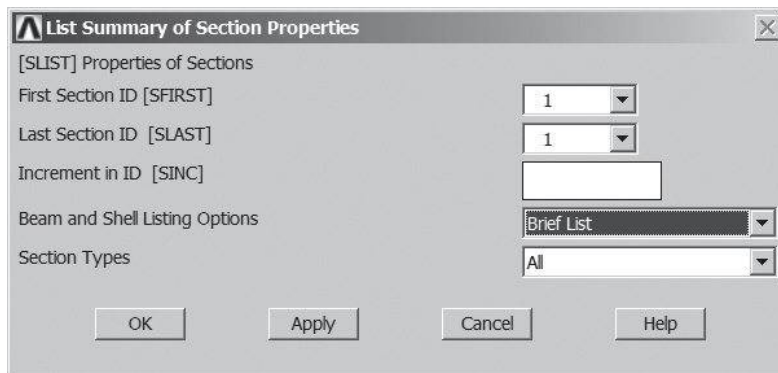 List Summary of Section Properties
[SLIST] Properties of Sections
First Section ID [SFIRST] 1
Last Section ID [SLAST] 1
Increment in ID [SINC]
Beam and Shell Listing Options Brief List
Section Types All
OK Apply Cancel Help